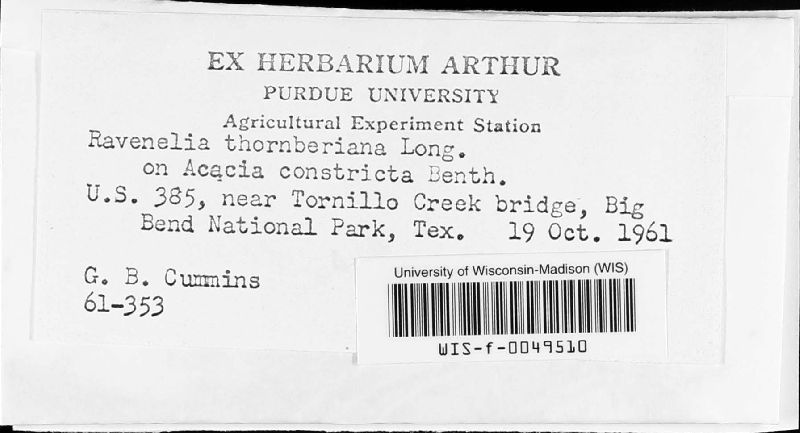 EX HERBARIUM ARTHUR
PURDUE UNIVERSITY
Agricultural Experiment Station
Ravenelia thornberiana Long.
on Acacia constricta Benth.
U.S. 385, near Tornillo Creek bridge, Big
Bend National Park, Tex. 19 Oct. 1961
G. B. Cummins
61-353
University of Wisconsin-Madison (WIS)
WIS-f-0049510